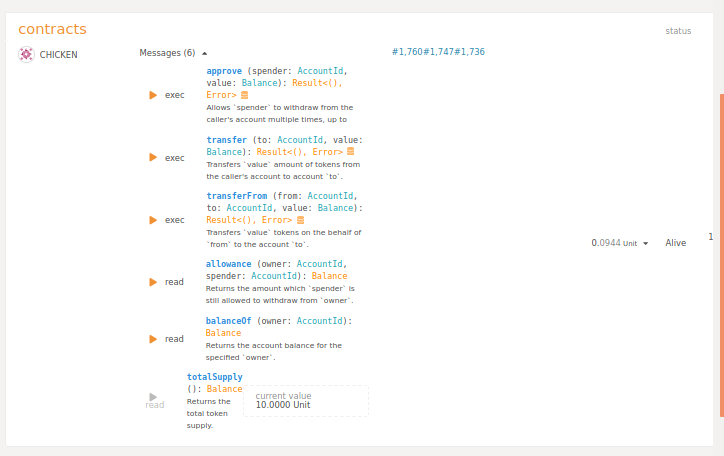 contracts
status
CHICKEN
Messages (6)
#1,760#1,747#1,736
exec
approve (spender: AccountId,
value: Balance): Result<(),
Error>
Allows `spender` to withdraw from the
caller's account multiple times, up to
exec
transfer (to: AccountId, value:
Balance): Result<(), Error>
Transfers `value` amount of tokens from
the caller's account to account `to`.
exec
transferFrom (from: AccountId,
to: AccountId, value: Balance):
Result<(), Error>
Transfers `value` tokens on the behalf of
`from` to the account `to`.
0.0944 Unit
Alive
1
read
allowance (owner: AccountId,
spender: AccountId): Balance
Returns the amount which `spender` is
still allowed to withdraw from `owner`.
read
balanceOf (owner: AccountId):
Balance
Returns the account balance for the
specified `owner`.
read
totalSupply
(): Balance
Returns the
total token
supply.
current value
10.0000 Unit